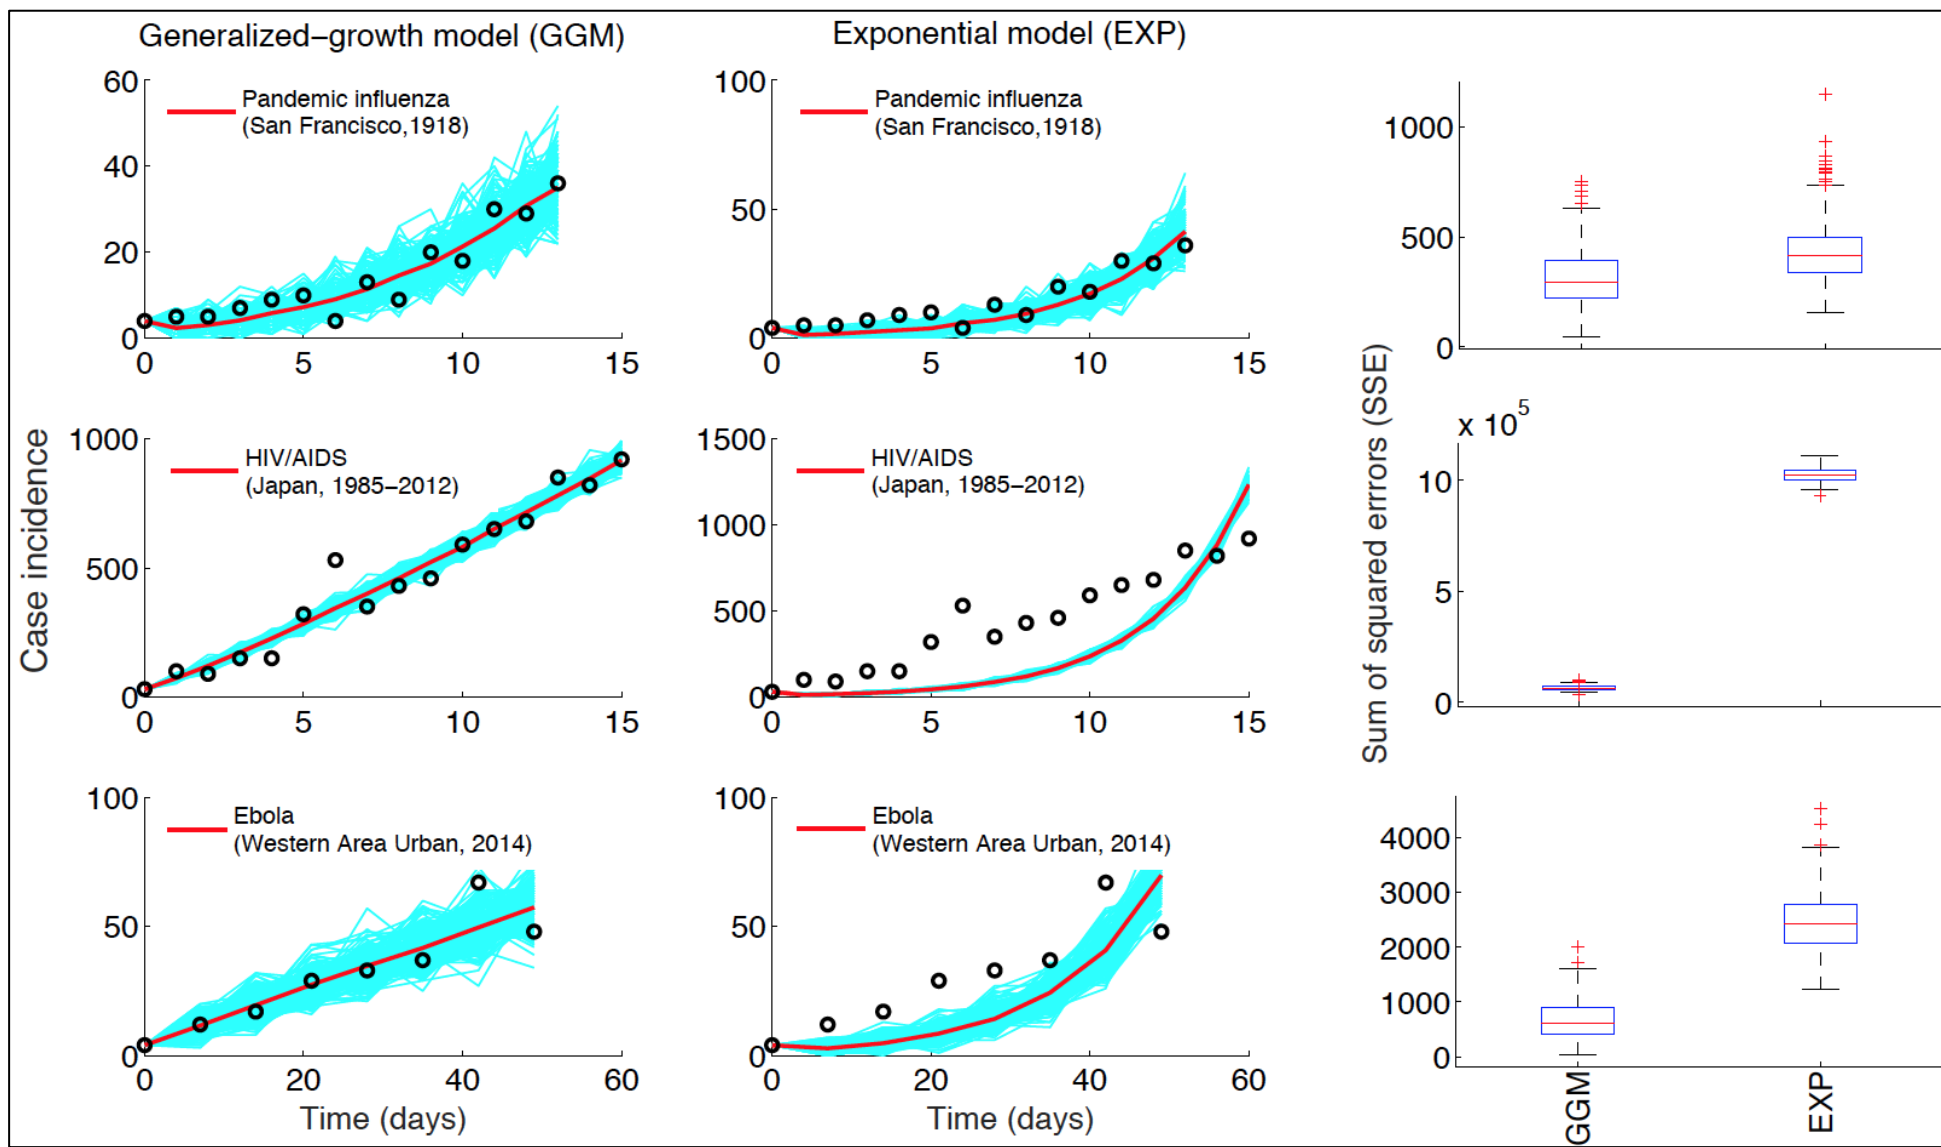 Generalized−growth model (GGM)
Exponential model (EXP)
60
40
20
0
0
5
10
15
Pandemic influenza
(San Francisco,1918)
100
50
0
0
5
10
15
Pandemic influenza
(San Francisco,1918)
1000
500
0
Case incidence
1000
500
0
0
5
10
15
HIV/AIDS
(Japan, 1985−2012)
1500
1000
500
0
0
5
10
15
HIV/AIDS
(Japan, 1985−2012)
Sum of squared errors (SSE)
x 10^5
10
5
0
100
50
0
0
20
40
60
Ebola
(Western Area Urban, 2014)
Time (days)
100
50
0
0
20
40
60
Ebola
(Western Area Urban, 2014)
Time (days)
4000
3000
2000
1000
0
GGM
EXP